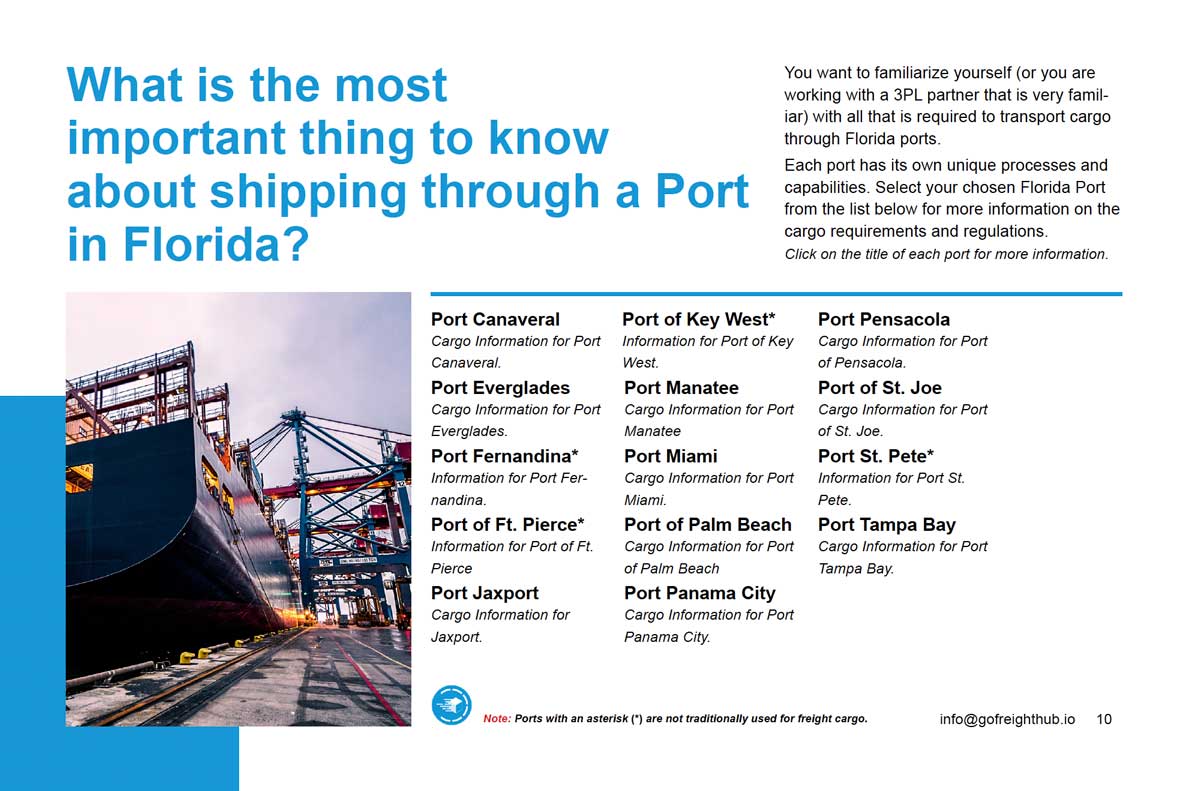 What is the most
important thing to know
about shipping through a Port
in Florida?
You want to familiarize yourself (or you are
working with a 3PL partner that is very famil-
iar) with all that is required to transport cargo
through Florida ports.
Each port has its own unique processes and
capabilities. Select your chosen Florida Port
from the list below for more information on the
cargo requirements and regulations.
Click on the title of each port for more information.
Port Canaveral
Cargo Information for Port
Canaveral.
Port Everglades
Cargo Information for Port
Everglades.
Port Fernandina*
Information for Port Fer-
nandina.
Port of Ft. Pierce*
Information for Port of Ft.
Pierce
Port Jaxport
Cargo Information for
Jaxport.
Port of Key West*
Information for Port of Key
West.
Port Manatee
Cargo Information for Port
Manatee
Port Miami
Cargo Information for Port
Miami.
Port of Palm Beach
Cargo Information for Port
of Palm Beach
Port Panama City
Cargo Information for Port
Panama City.
Port Pensacola
Cargo Information for Port
of Pensacola.
Port of St. Joe
Cargo Information for Port
of St. Joe.
Port St. Pete*
Information for Port St.
Pete.
Port Tampa Bay
Cargo Information for Port
Tampa Bay.
Note: Ports with an asterisk (*) are not traditionally used for freight cargo.
info@gofreighthub.io 10